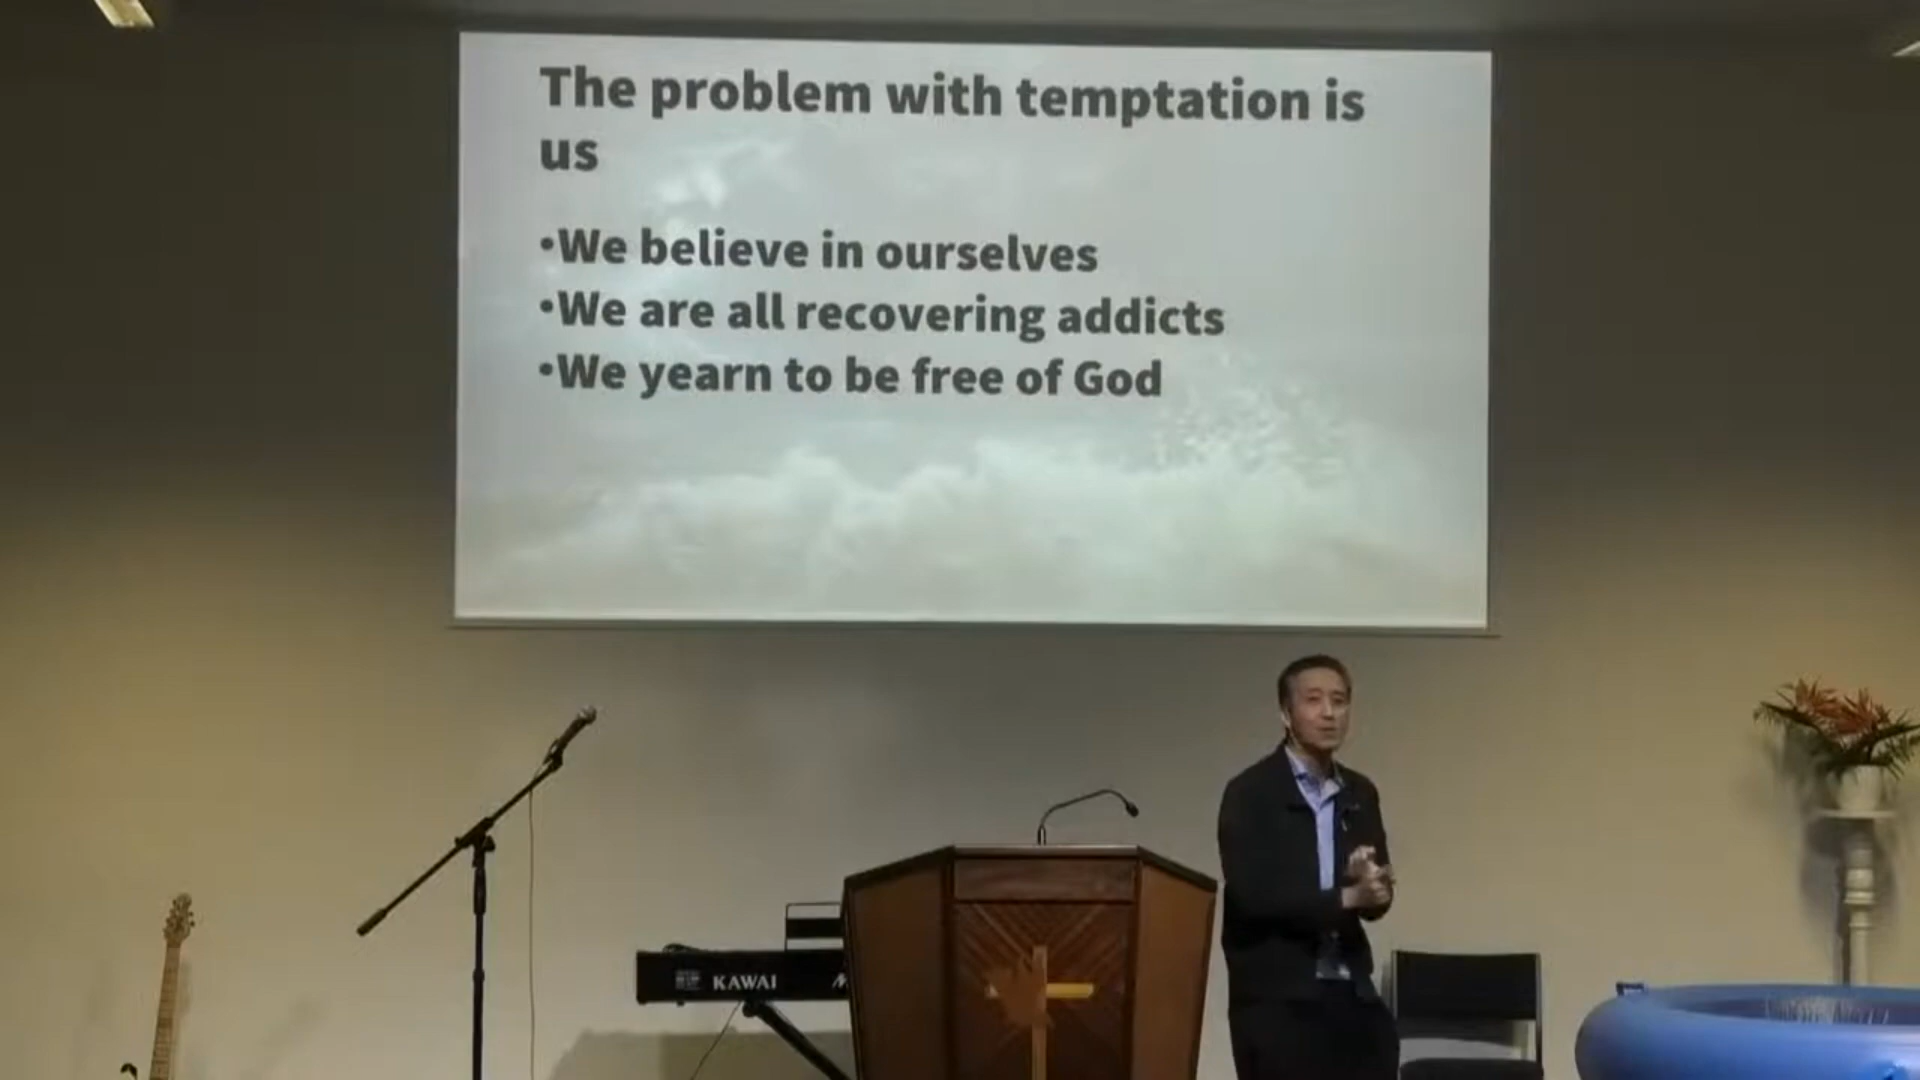 The problem with temptation is
us
•We believe in ourselves
•We are all recovering addicts
•We yearn to be free of God
KAWAI